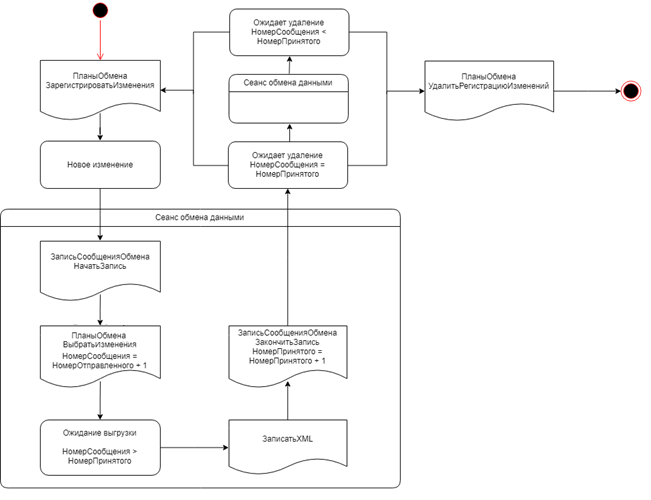 Ожидает удаление
НомерСообщения <
НомерПринятого
ПланыОбмена
ЗарегистрироватьИзменения
Сеанс обмена данными
ПланыОбмена
УдалитьРегистрациюИзменений
Новое изменение
Ожидает удаление
НомерСообщения =
НомерПринятого
Сеанс обмена данными
ЗаписьСообщенияОбмена
НачатьЗапись
ПланыОбмена
ВыбратьИзменения
НомерСообщения =
НомерОтправленного + 1
ЗаписьСообщенияОбмена
ЗакончитьЗапись
НомерПринятого =
НомерПринятого + 1
Ожидание выгрузки
НомерСообщения >
НомерПринятого
ЗаписатьXML